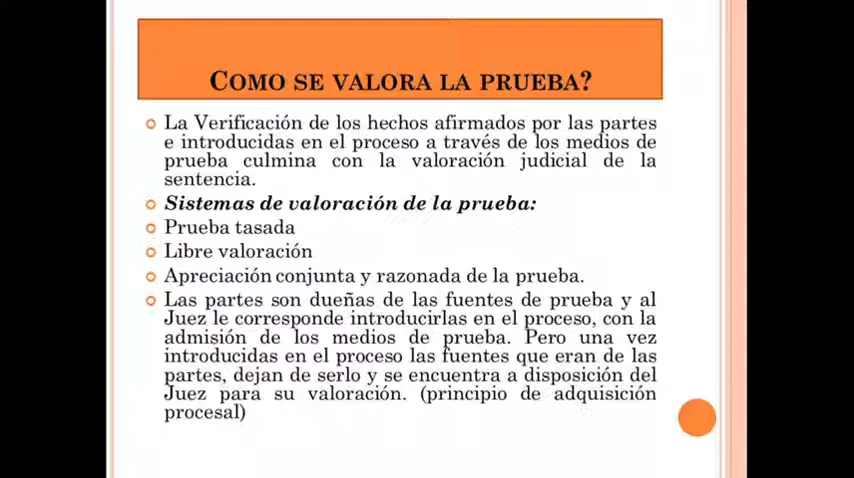 COMO SE VALORA LA PRUEBA?
La Verificación de los hechos afirmados por las partes
e introducidas en el proceso a través de los medios de
prueba culmina con la valoración judicial de la
sentencia.
Sistemas de valoración de la prueba:
Prueba tasada
Libre valoración
Apreciación conjunta y razonada de la prueba.
Las partes son dueñas de las fuentes de prueba y al
Juez le corresponde introducirlas en el proceso, con la
admisión de los medios de prueba. Pero una vez
introducidas en el proceso las fuentes que eran de las
partes, dejan de serlo y se encuentra a disposición del
Juez para su valoración. (principio de adquisición
procesal)